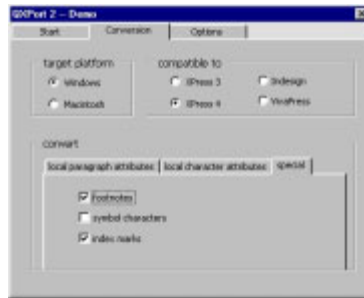 QXPort 2 -- Demo
Start Conversion Options
target platform compatible to
Windows XPress 3 Indesign
Macintosh XPress 4 VivaPress
convert
local paragraph attributes local character attributes special
footnotes
symbol characters
index marks